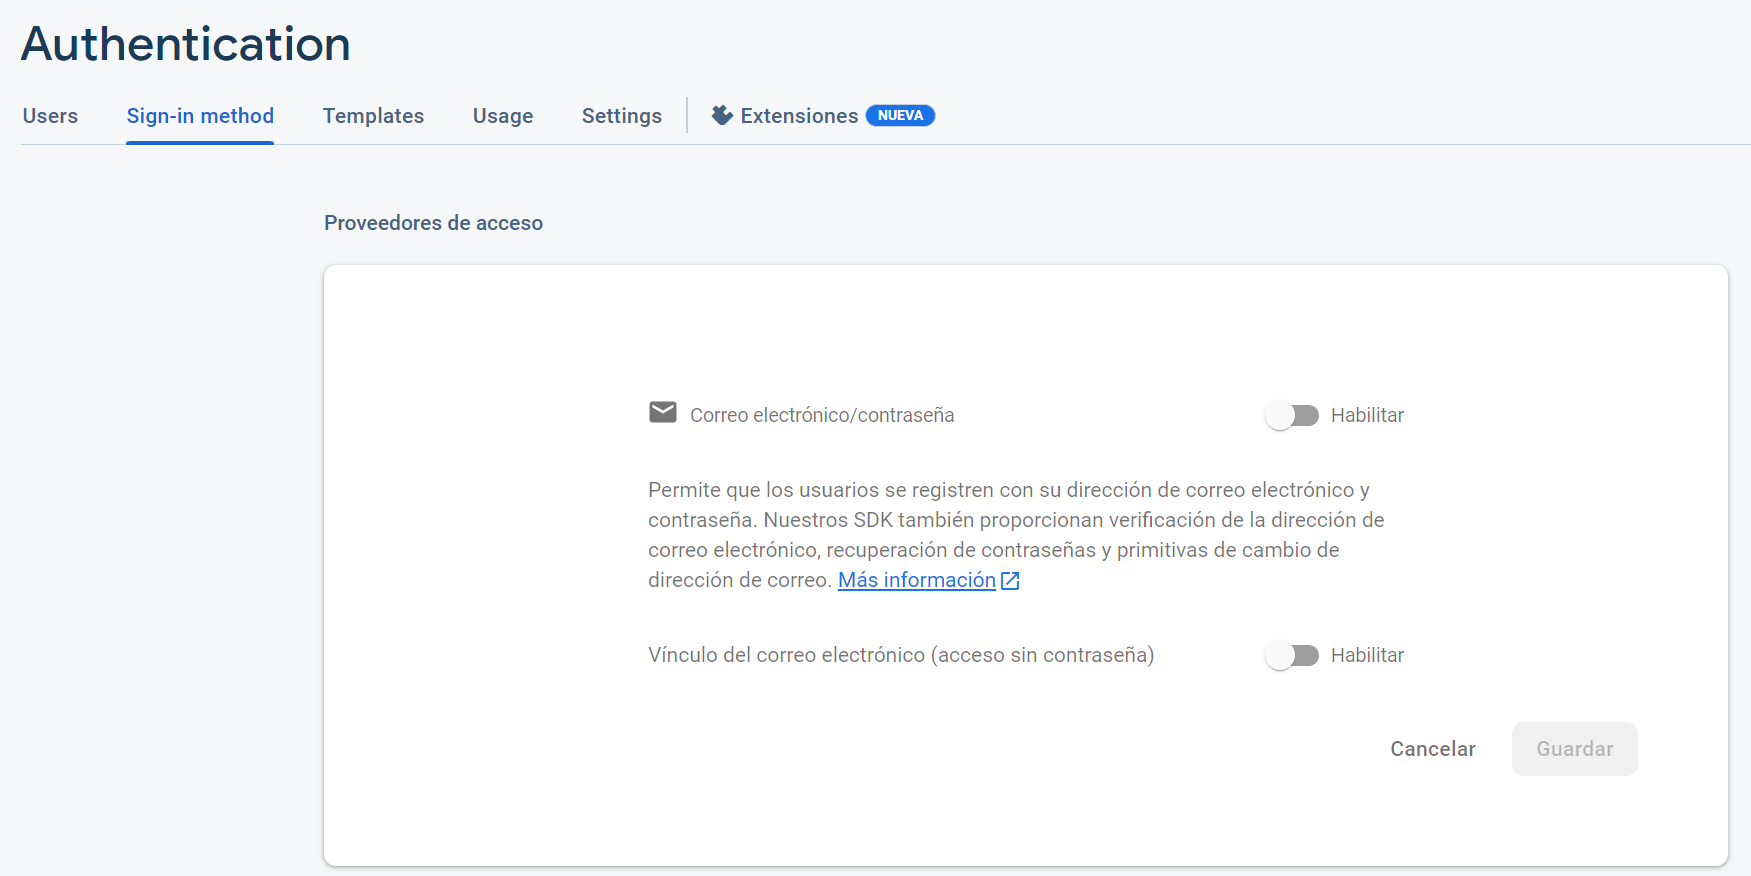 Authentication
Users Sign-in method Templates Usage Settings Extensiones NUEVA
Proveedores de acceso
Correo electrónico/contraseña Habilitar
Permite que los usuarios se registren con su dirección de correo electrónico y
contraseña. Nuestros SDK también proporcionan verificación de la dirección de
correo electrónico, recuperación de contraseñas y primitivas de cambio de
dirección de correo. Más información
Vínculo del correo electrónico (acceso sin contraseña) Habilitar
Cancelar Guardar